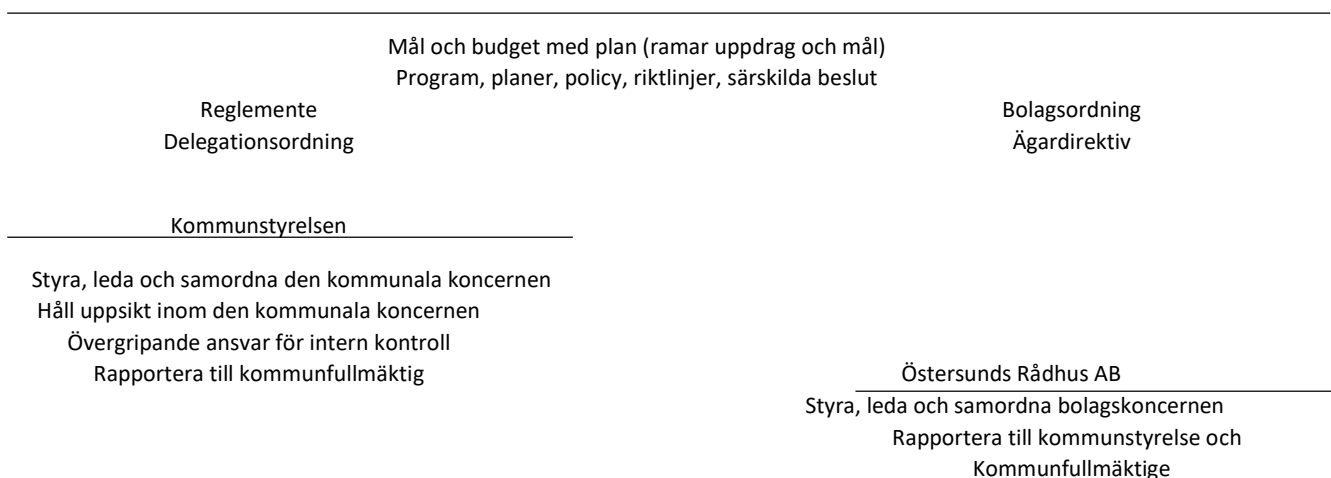 Mål och budget med plan (ramar uppdrag och mål)
Program, planer, policy, riktlinjer, särskilda beslut
Reglemente
Delegationsordning
Bolagsordning
Ägardirektiv
Kommunstyrelsen
Styra, leda och samordna den kommunala koncernen
Håll uppsikt inom den kommunala koncernen
Övergripande ansvar för intern kontroll
Rapportera till kommunfullmäktig
Östersunds Rådhus AB
Styra, leda och samordna bolagskoncernen
Rapportera till kommunstyrelse och
Kommunfullmäktige